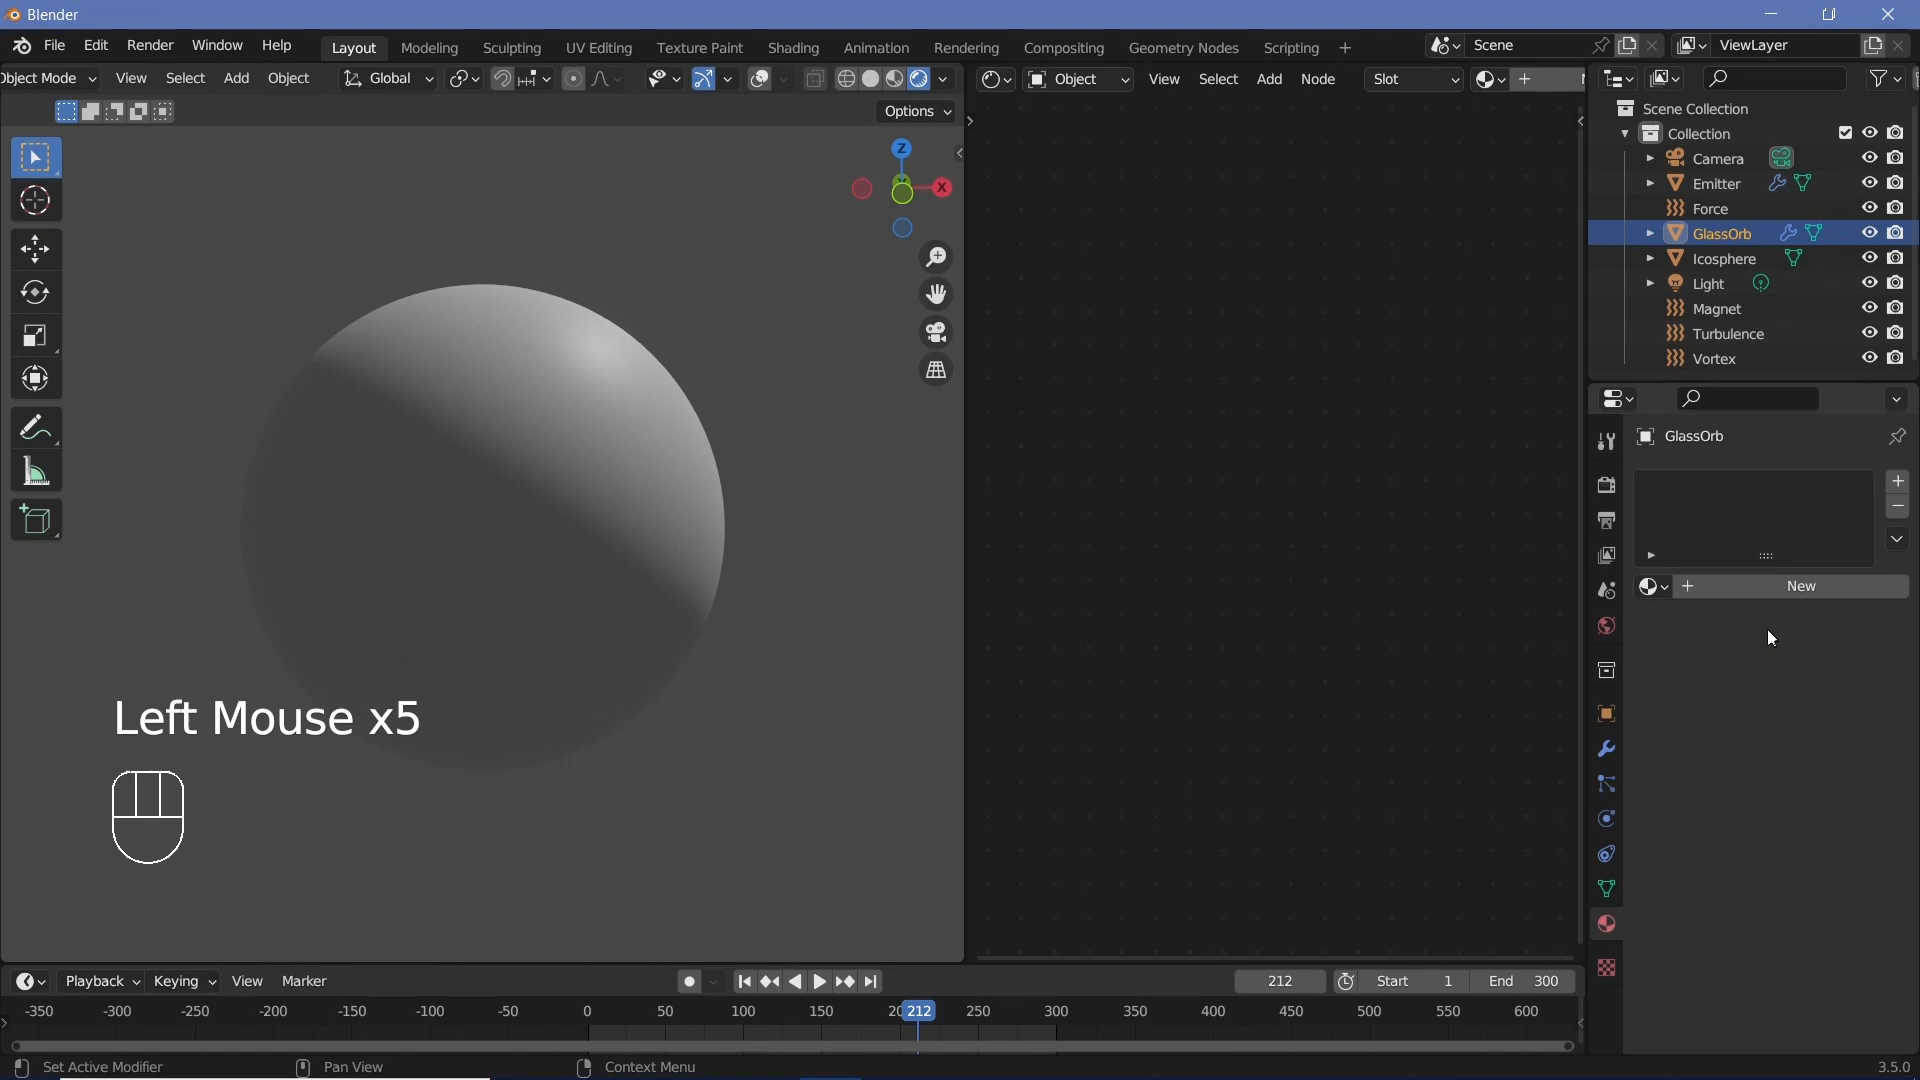 Blender
File Edit Render Window Help Layout Modeling Sculpting UV Editing Texture Paint Shading Animation Rendering Compositing Geometry Nodes Scripting + Scene ViewLayer
bject Mode View Select Add Object Global Object View Select Add Node Slot
Options
Z
X
Scene Collection
Collection
Camera
Emitter
Force
GlassOrb
Icosphere
Light
Magnet
Turbulence
Vortex
GlassOrb
New
Left Mouse x5
Playback Keying View Marker 212 Start 1 End 300
-350 -300 -250 -200 -150 -100 -50 0 50 100 150 20 212 250 300 350 400 450 500 550 600
Set Active Modifier Pan View Context Menu 3.5.0